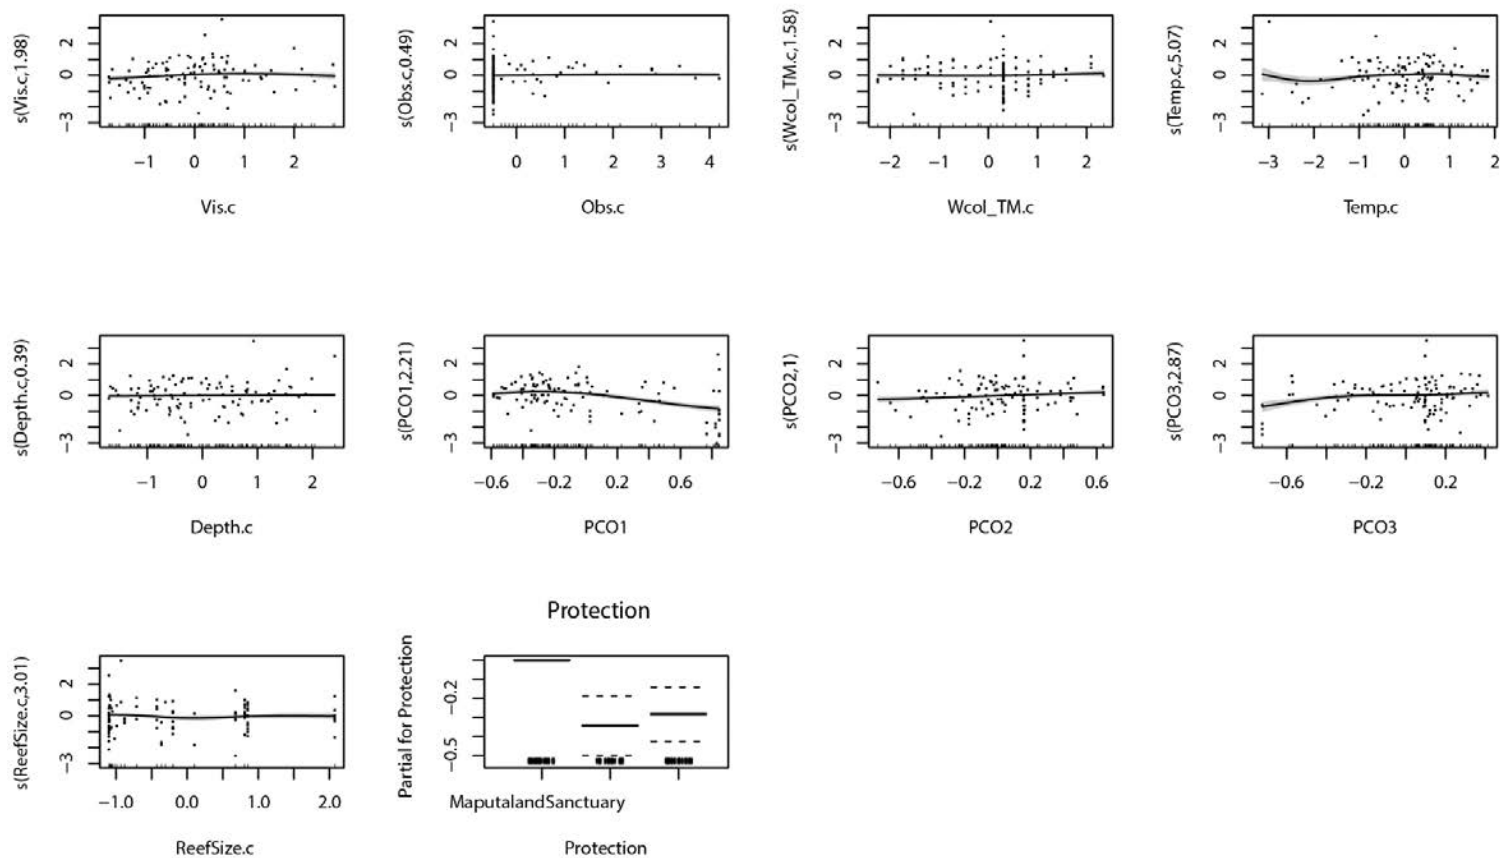 s(Vis.c,1.98)
2
0
−3
−1 0 1 2
Vis.c
s(Obs.c,0.49)
2
0
−3
0 1 2 3 4
Obs.c
s(Wcol_TM.c,1.58)
2
0
−3
−2 −1 0 1 2
Wcol_TM.c
s(Temp.c,5.07)
2
0
−3
−3 −2 −1 0 1 2
Temp.c
s(Depth.c,0.39)
2
0
−3
−1 0 1 2
Depth.c
s(PCO1,2.21)
2
0
−3
−0.6 −0.2 0.2 0.6
PCO1
s(PCO2,1)
2
0
−3
−0.6 −0.2 0.2 0.6
PCO2
s(PCO3,2.87)
2
0
−3
−0.6 0.2
PCO3
s(ReefSize.c,3.01)
2
0
−3
−1.0 0.0 1.0 2.0
ReefSize.c
Protection
Partial for Protection
−0.2
−0.5
MaputalandSanctuary
Protection